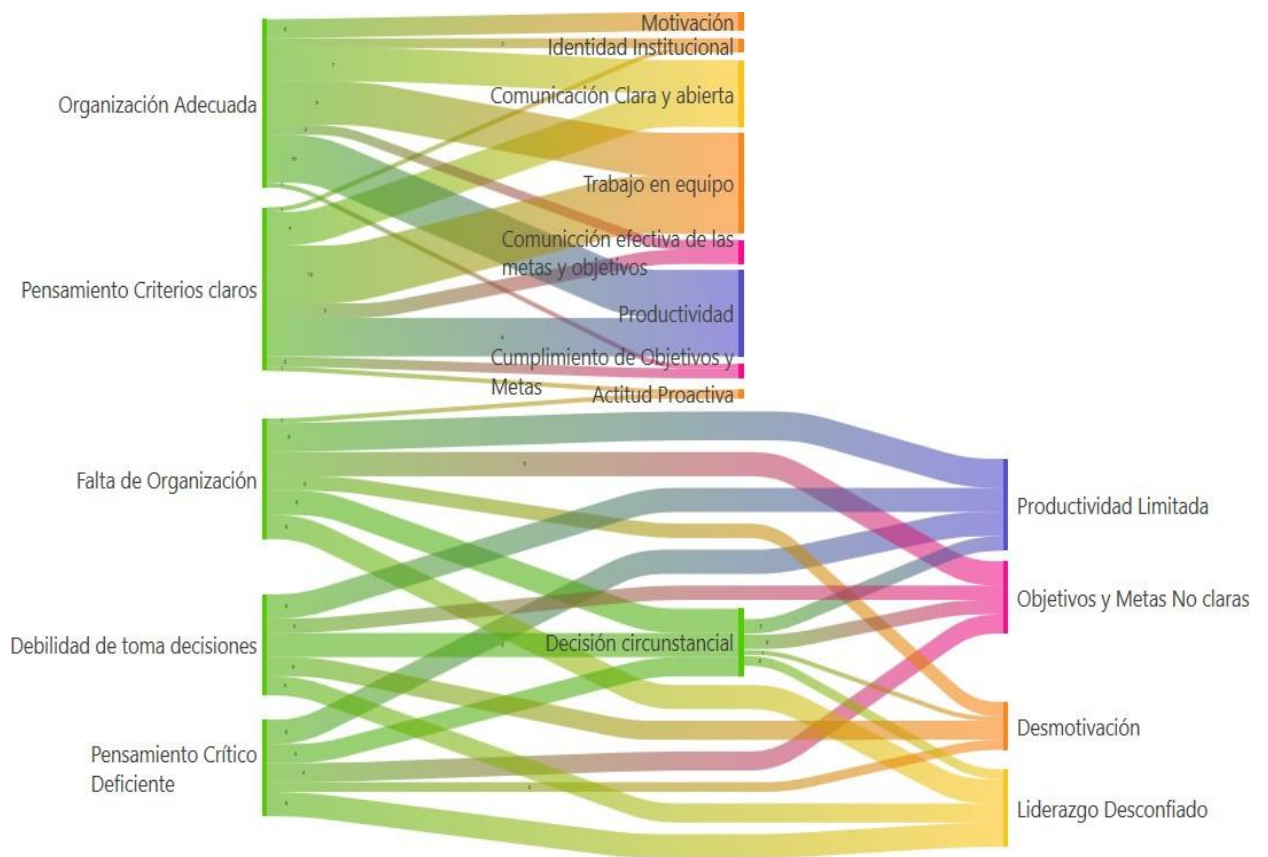 Motivación
Identidad Institucional
Organización Adecuada
Comunicación Clara y abierta
Trabajo en equipo
Comunicción efectiva de las
metas y objetivos
Pensamiento Criterios claros
Productividad
Cumplimiento de Objetivos y
Metas
Actitud Proactiva
Falta de Organización
Productividad Limitada
Objetivos y Metas No claras
Debilidad de toma decisiones
Decisión circunstancial
Desmotivación
Pensamiento Crítico
Deficiente
Liderazgo Desconfiado